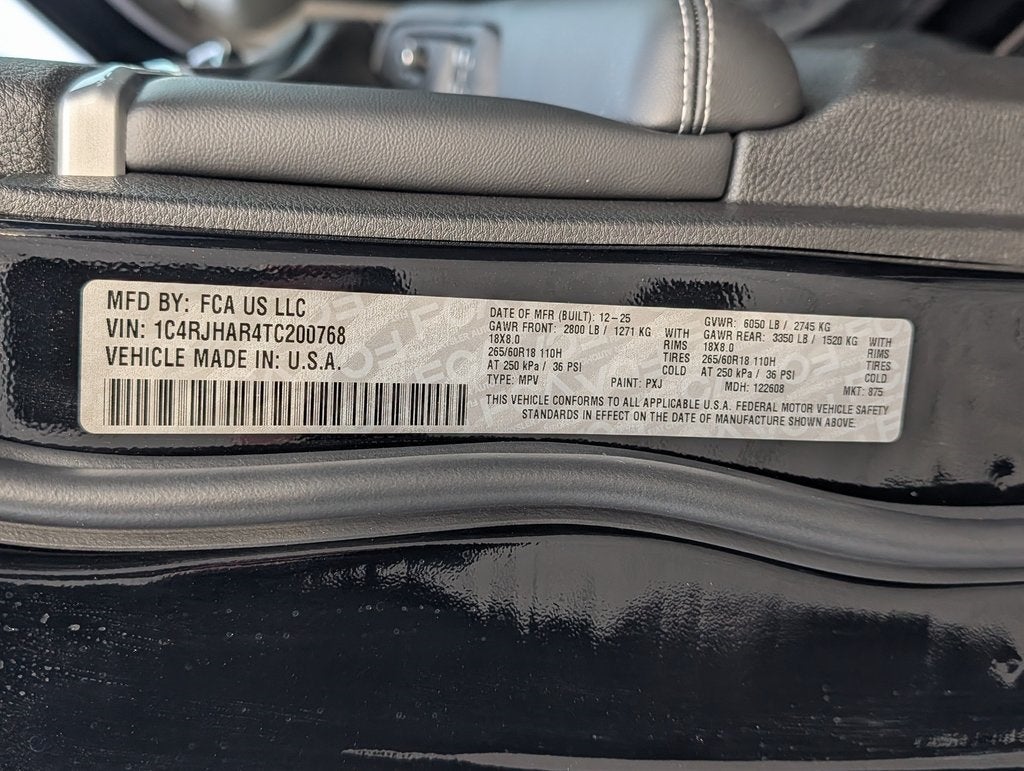 MFD BY: FCA US LLC
VIN: 1C4RJHAR4TC200768
VEHICLE MADE IN: U.S.A.
DATE OF MFR (BUILT): 12-25
GAWR FRONT: 2800 LB / 1271 KG WITH
18X8.0 RIMS
265/60R18 110H TIRES
AT 250 kPa / 36 PSI COLD
TYPE: MPV PAINT: PXJ
GVWR: 6050 LB / 2745 KG
GAWR REAR: 3350 LB / 1520 KG WITH
18X8.0 RIMS
265/60R18 110H TIRES
AT 250 kPa / 36 PSI COLD
MDH: 122608 MKT: 875
THIS VEHICLE CONFORMS TO ALL APPLICABLE U.S.A. FEDERAL MOTOR VEHICLE SAFETY
STANDARDS IN EFFECT ON THE DATE OF MANUFACTURE SHOWN ABOVE.